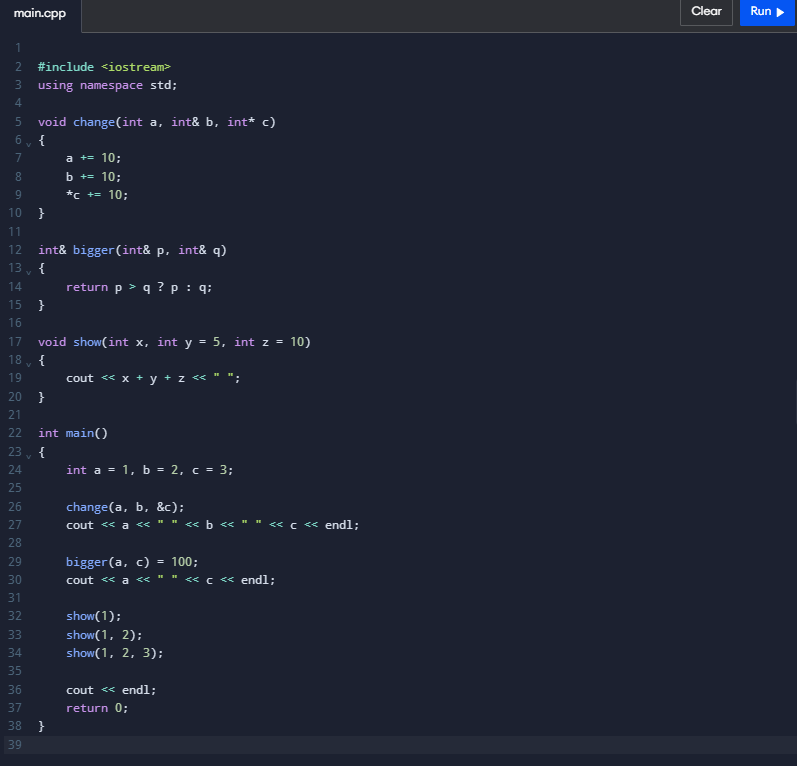 main.cpp
Clear
Run
1
2 #include <iostream>
3 using namespace std;
4
5 void change(int a, int& b, int* c)
6 {
7     a += 10;
8     b += 10;
9     *c += 10;
10 }
11
12 int& bigger(int& p, int& q)
13 {
14     return p > q ? p : q;
15 }
16
17 void show(int x, int y = 5, int z = 10)
18 {
19     cout << x + y + z << " ";
20 }
21
22 int main()
23 {
24     int a = 1, b = 2, c = 3;
25
26     change(a, b, &c);
27     cout << a << " " << b << " " << c << endl;
28
29     bigger(a, c) = 100;
30     cout << a << " " << c << endl;
31
32     show(1);
33     show(1, 2);
34     show(1, 2, 3);
35
36     cout << endl;
37     return 0;
38 }
39